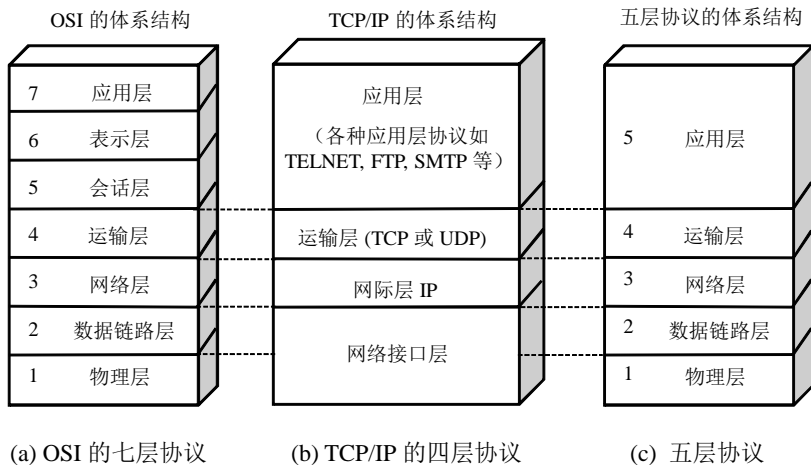 OSI 的体系结构
TCP/IP 的体系结构
五层协议的体系结构
7 应用层
6 表示层
5 会话层
4 运输层
3 网络层
2 数据链路层
1 物理层
应用层
(各种应用层协议如
TELNET, FTP, SMTP 等)
运输层 (TCP 或 UDP)
网际层 IP
网络接口层
5 应用层
4 运输层
3 网络层
2 数据链路层
1 物理层
(a) OSI 的七层协议
(b) TCP/IP 的四层协议
(c) 五层协议